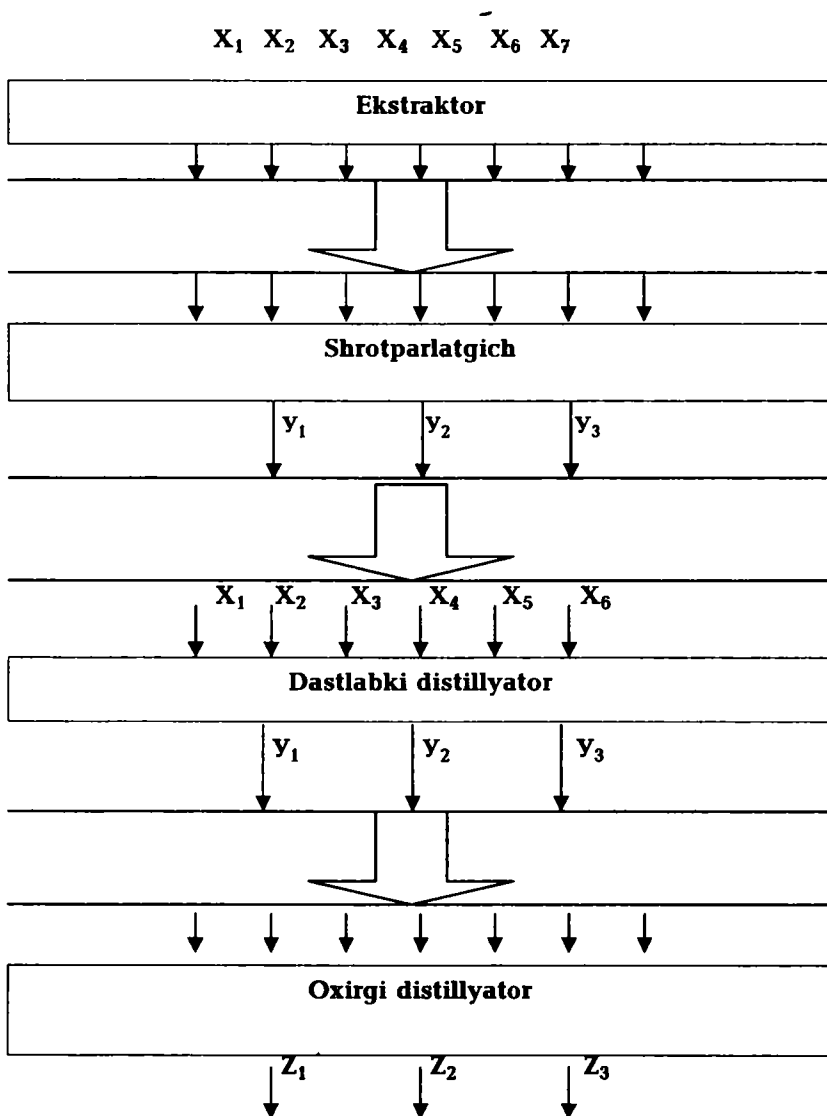 X₁ X₂ X₃ X₄ X₅ X₆ X₇
Ekstraktor
Shrotparlatgich
y₁ y₂ y₃
X₁ X₂ X₃ X₄ X₅ X₆
Dastlabki distillyator
y₁ y₂ y₃
Oxirgi distillyator
Z₁ Z₂ Z₃